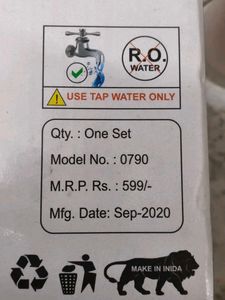 R.O.
WATER
USE TAP WATER ONLY
Qty. : One Set
Model No. : 0790
M.R.P. Rs. : 599/-
Mfg. Date: Sep-2020
MAKE IN INIDA